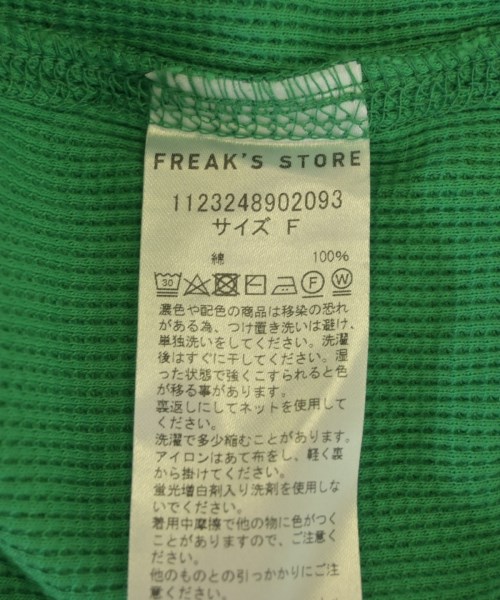 FREAK'S STORE
1123248902093
サイズ F
綿 100%
30 F W
濃色や配色の商品は移染の恐れ
がある為、つけ置き洗いは避け、
単独洗いをしてください。洗濯
後はすぐに干してください。湿
った状態で強くこすられると色
が移る事があります。
裏返しにしてネットを使用して
ください。
洗濯で多少縮むことがあります。
アイロンはあて布をし、軽く裏
から掛けてください。
蛍光増白剤入り洗剤を使用しな
いでください。
着用中摩擦で他の物に色がつく
ことがありますので、ご注意く
ださい。
他のものとの引っかかりにご注
意ください